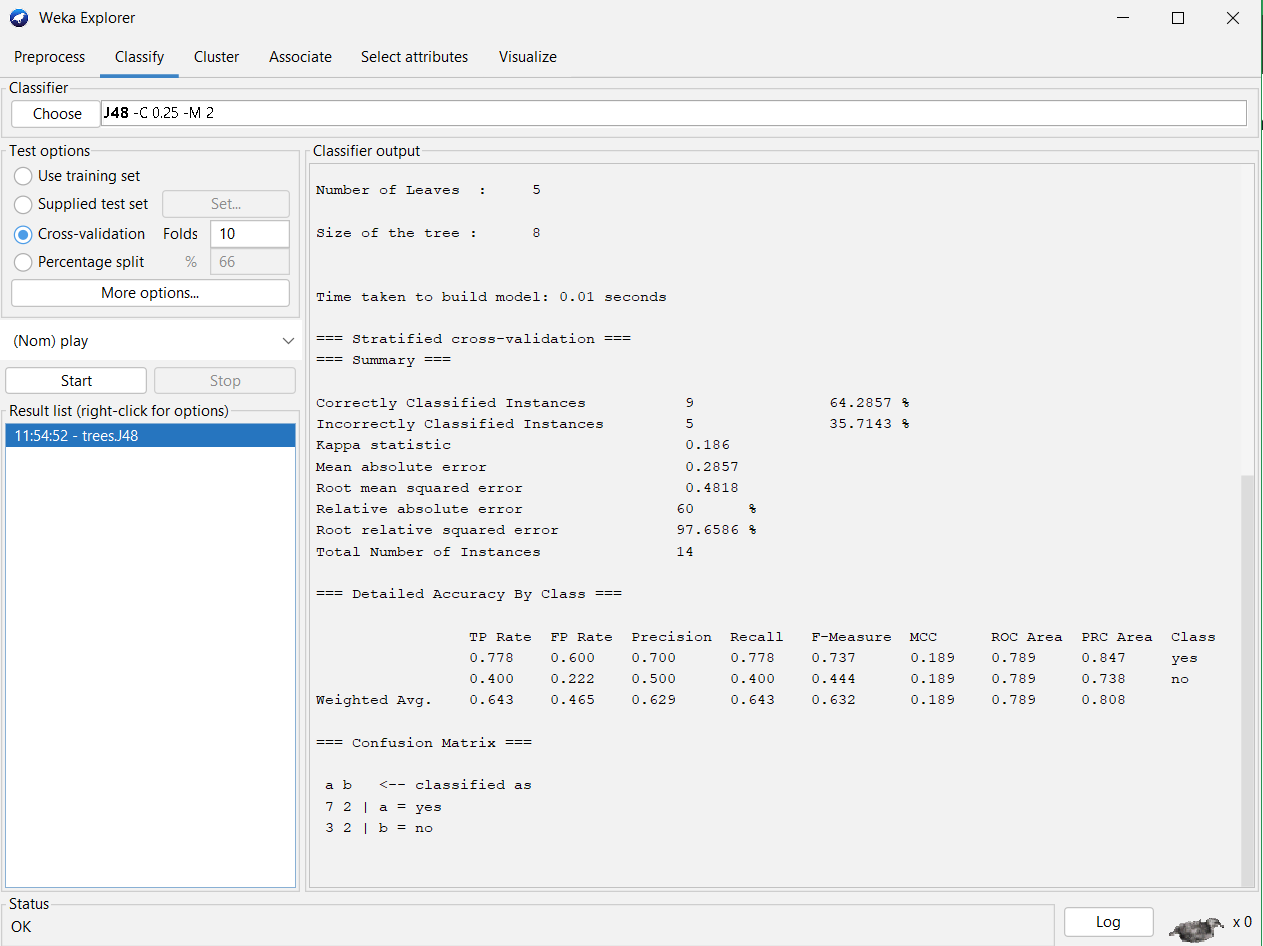 Weka Explorer
Preprocess Classify Cluster Associate Select attributes Visualize
Classifier
Choose J48 -C 0.25 -M 2
Test options
Use training set
Supplied test set Set...
Cross-validation Folds 10
Percentage split % 66
More options...
(Nom) play
Start Stop
Result list (right-click for options)
11:54:52 - trees.J48
Classifier output
Number of Leaves : 5
Size of the tree : 8
Time taken to build model: 0.01 seconds
=== Stratified cross-validation ===
=== Summary ===
Correctly Classified Instances 9 64.2857 %
Incorrectly Classified Instances 5 35.7143 %
Kappa statistic 0.186
Mean absolute error 0.2857
Root mean squared error 0.4818
Relative absolute error 60 %
Root relative squared error 97.6586 %
Total Number of Instances 14
=== Detailed Accuracy By Class ===
TP Rate FP Rate Precision Recall F-Measure MCC ROC Area PRC Area Class
0.778 0.600 0.700 0.778 0.737 0.189 0.789 0.847 yes
0.400 0.222 0.500 0.400 0.444 0.189 0.789 0.738 no
Weighted Avg. 0.643 0.465 0.629 0.643 0.632 0.189 0.789 0.808
=== Confusion Matrix ===
a b <-- classified as
7 2 | a = yes
3 2 | b = no
Status
OK
Log
x 0